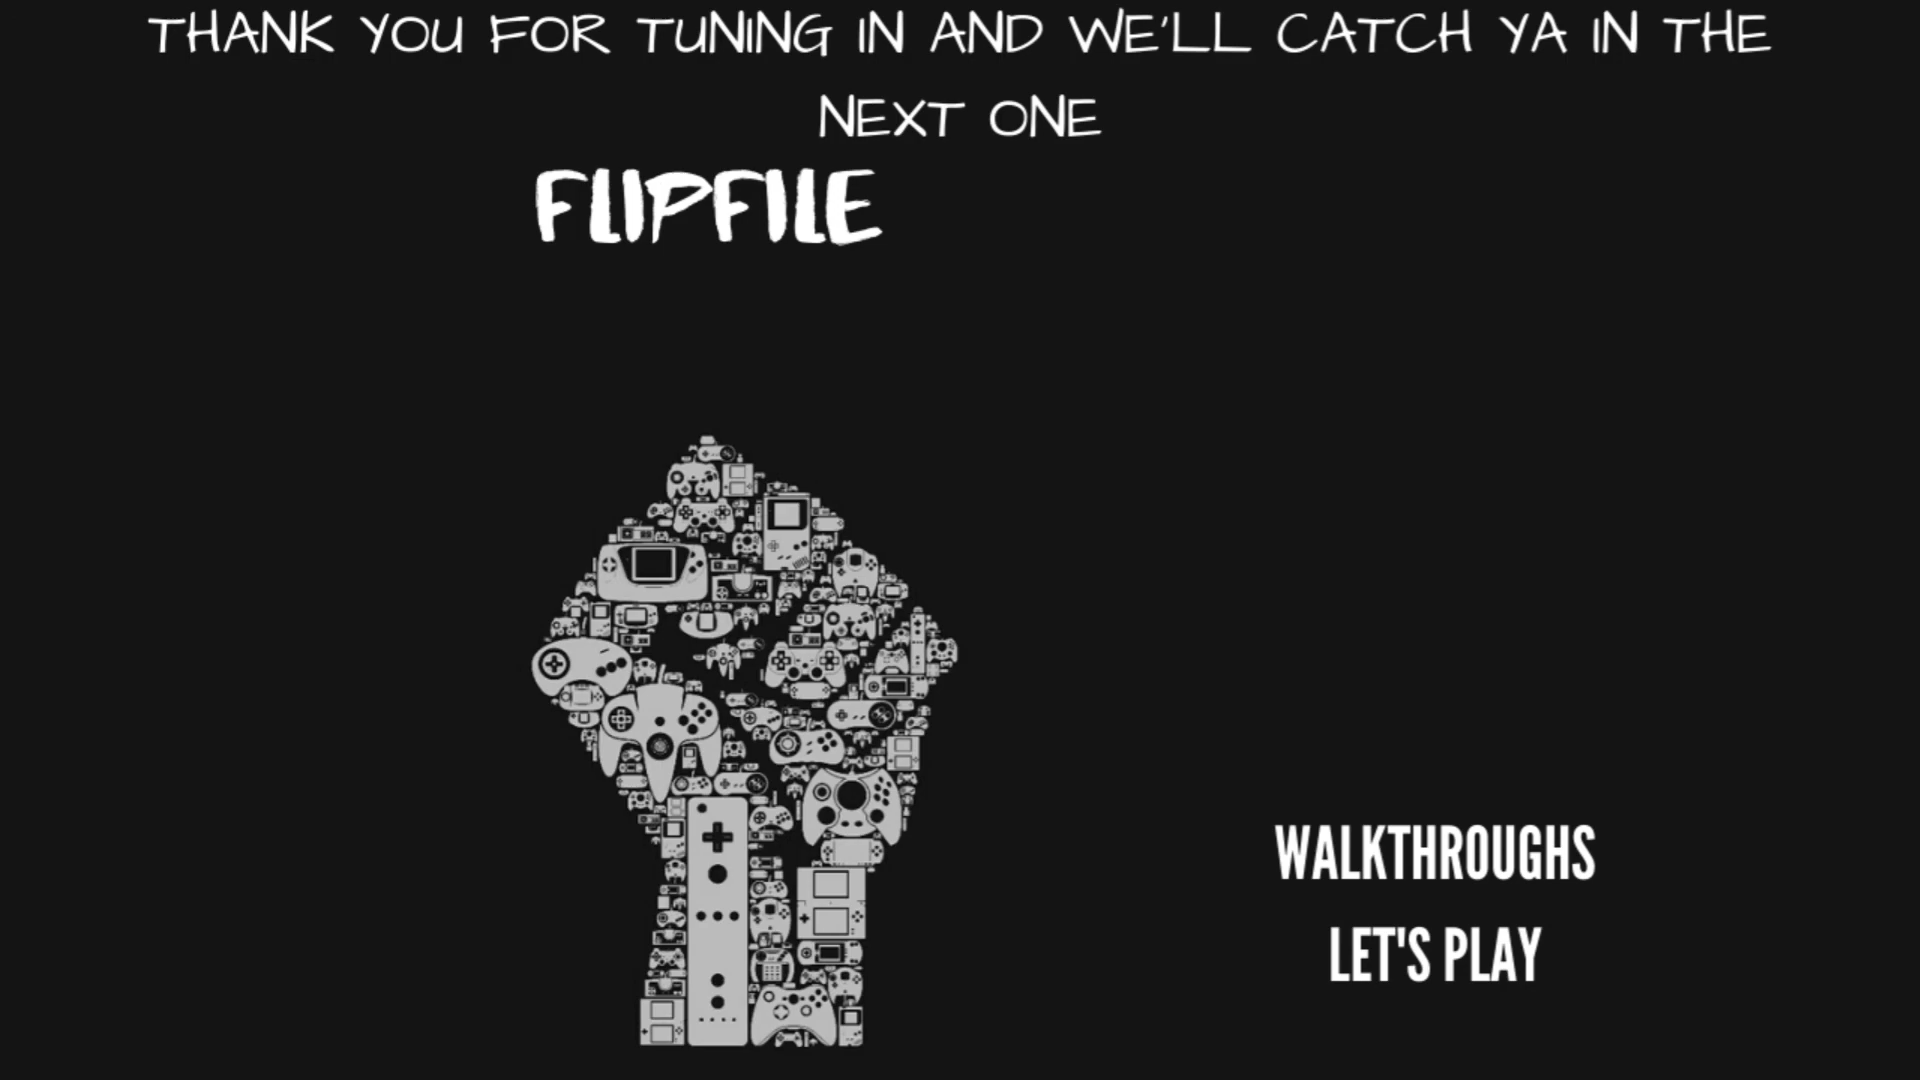 THANK YOU FOR TUNING IN AND WE'LL CATCH YA IN THE
NEXT ONE
FLIPFILE
WALKTHROUGHS
LET'S PLAY